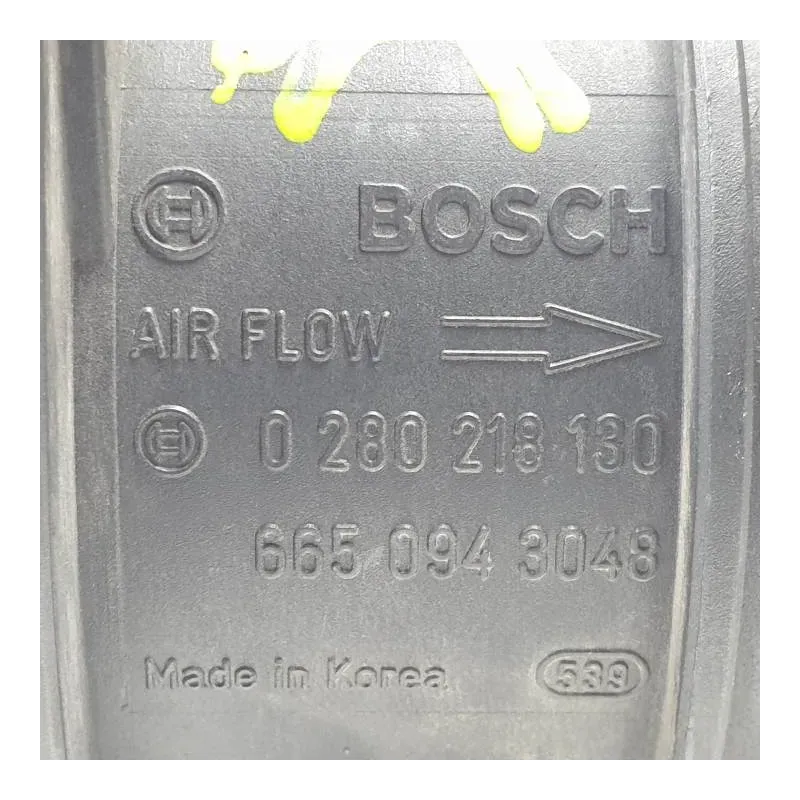 BOSCH
AIR FLOW
0 280 218 130
665 094 3048
Made in Korea 539